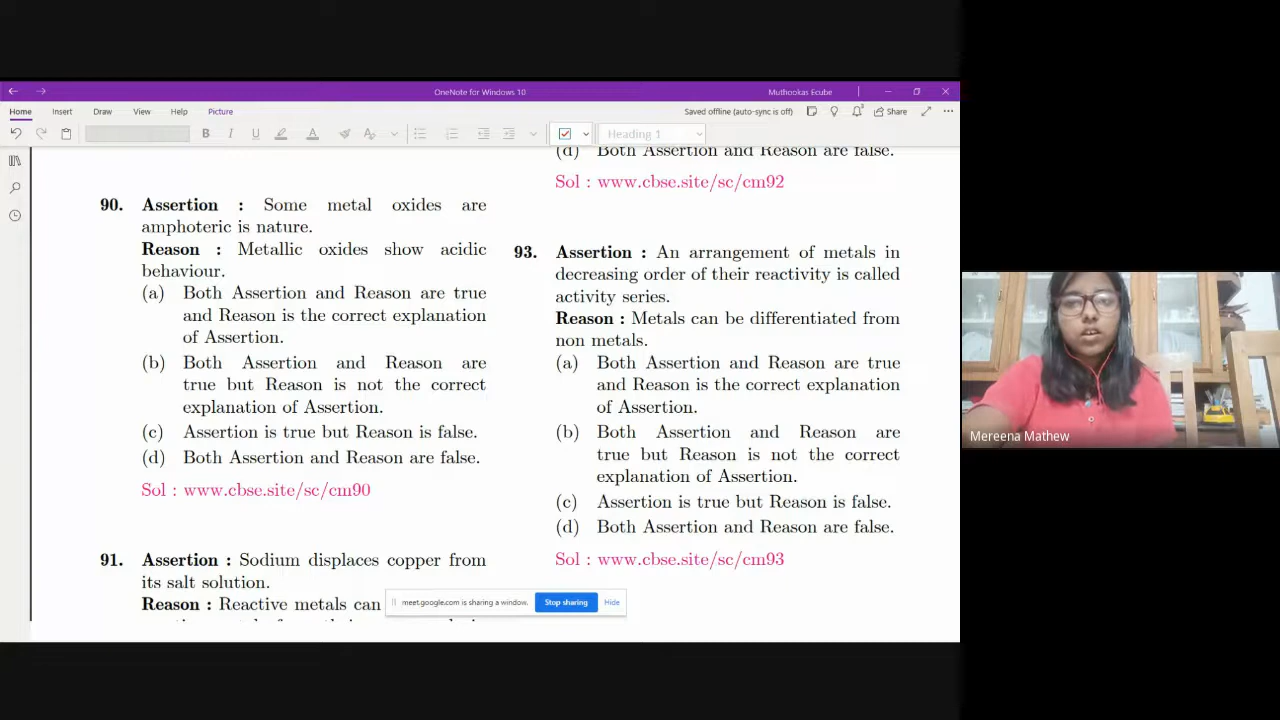 OneNote for Windows 10
Muthookas Ecube
Home Insert Draw View Help Picture
Saved offline (auto-sync is off)
Share
B I U A
Heading 1
90. Assertion : Some metal oxides are
amphoteric is nature.
Reason : Metallic oxides show acidic
behaviour.
(a) Both Assertion and Reason are true
and Reason is the correct explanation
of Assertion.
(b) Both Assertion and Reason are
true but Reason is not the correct
explanation of Assertion.
(c) Assertion is true but Reason is false.
(d) Both Assertion and Reason are false.
Sol : www.cbse.site/sc/cm90
91. Assertion : Sodium displaces copper from
its salt solution.
Reason : Reactive metals can
(d) Both Assertion and Reason are false.
Sol : www.cbse.site/sc/cm92
93. Assertion : An arrangement of metals in
decreasing order of their reactivity is called
activity series.
Reason : Metals can be differentiated from
non metals.
(a) Both Assertion and Reason are true
and Reason is the correct explanation
of Assertion.
(b) Both Assertion and Reason are
true but Reason is not the correct
explanation of Assertion.
(c) Assertion is true but Reason is false.
(d) Both Assertion and Reason are false.
Sol : www.cbse.site/sc/cm93
meet.google.com is sharing a window.
Stop sharing
Hide
Mereena Mathew